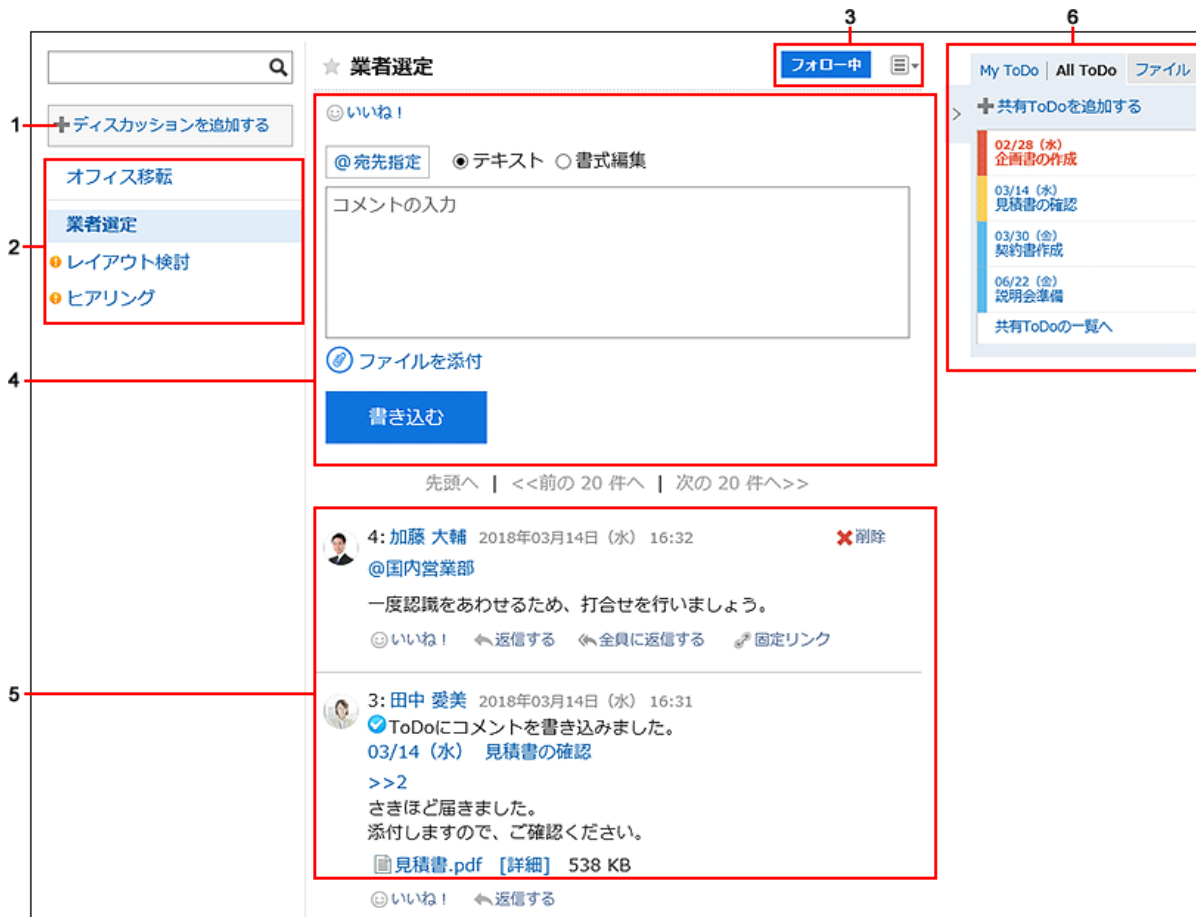 3
6
業者選定
フォロー中
My ToDo | All ToDo ファイル
1
ディスカッションを追加する
いいね！
共有ToDoを追加する
@宛先指定 テキスト 書式編集
02/28（水）
企画書の作成
オフィス移転
コメントの入力
03/14（水）
見積書の確認
業者選定
2
レイアウト検討
03/30（金）
契約書作成
ヒアリング
06/22（金）
説明会準備
共有ToDoの一覧へ
ファイルを添付
4
書き込む
先頭へ | <<前の 20 件へ | 次の 20 件へ>>
4: 加藤 大輔 2018年03月14日（水） 16:32 削除
@国内営業部
一度認識をあわせるため、打合せを行いましょう。
いいね！ 返信する 全員に返信する 固定リンク
5
3: 田中 愛美 2018年03月14日（水） 16:31
ToDoにコメントを書き込みました。
03/14（水） 見積書の確認
>>2
さきほど届きました。
添付しますので、ご確認ください。
見積書.pdf [詳細] 538 KB
いいね！ 返信する